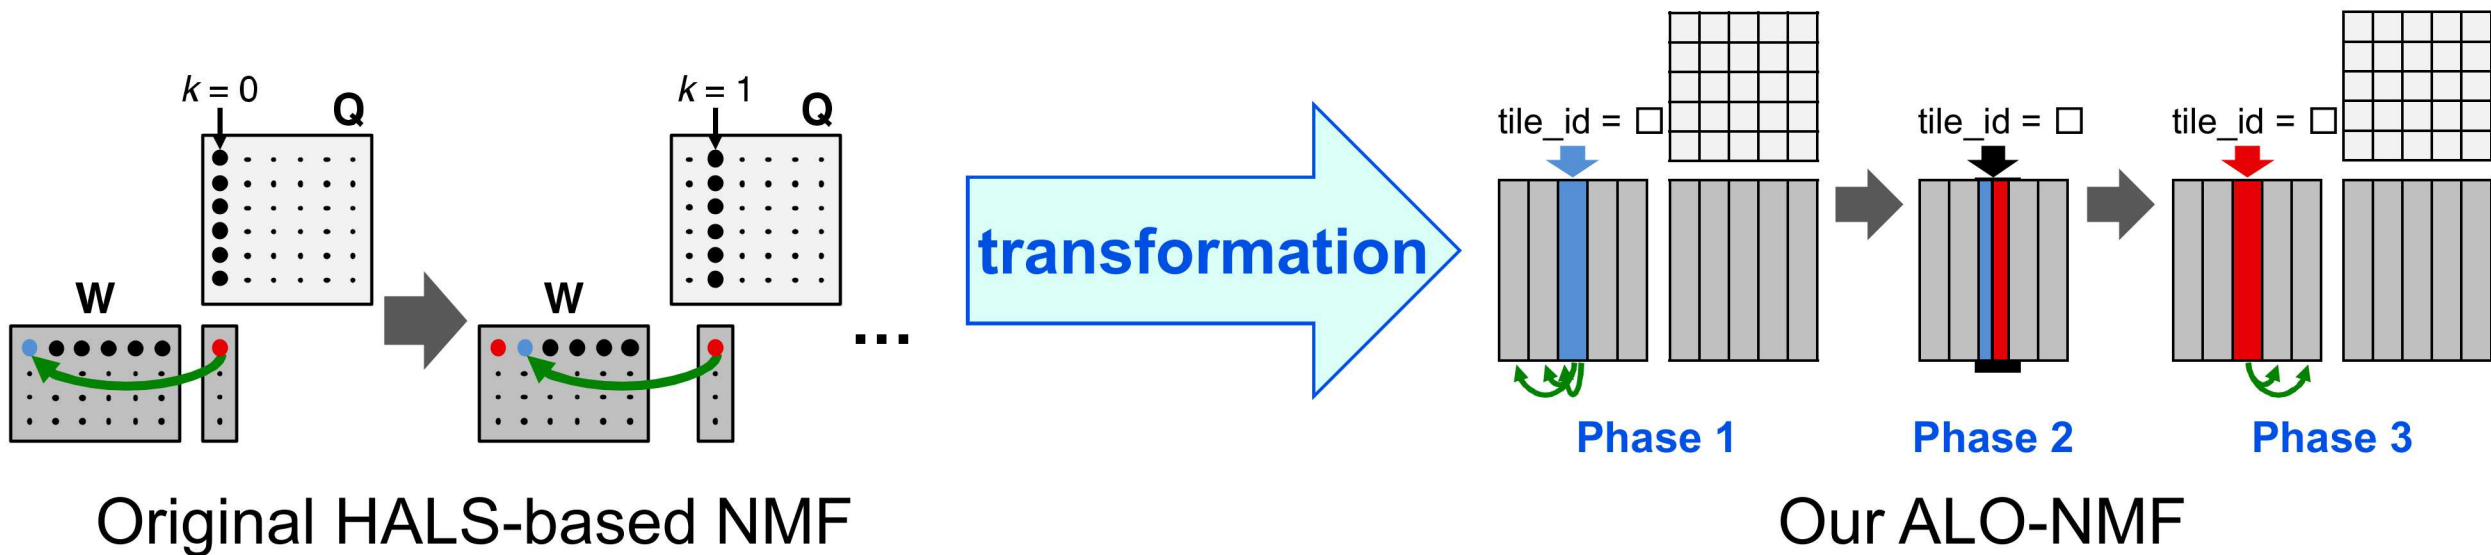 k = 0
Q
W
k = 1
Q
W
...
Original HALS-based NMF
transformation
tile_id = □
Phase 1
tile_id = □
Phase 2
tile_id = □
Phase 3
Our ALO-NMF